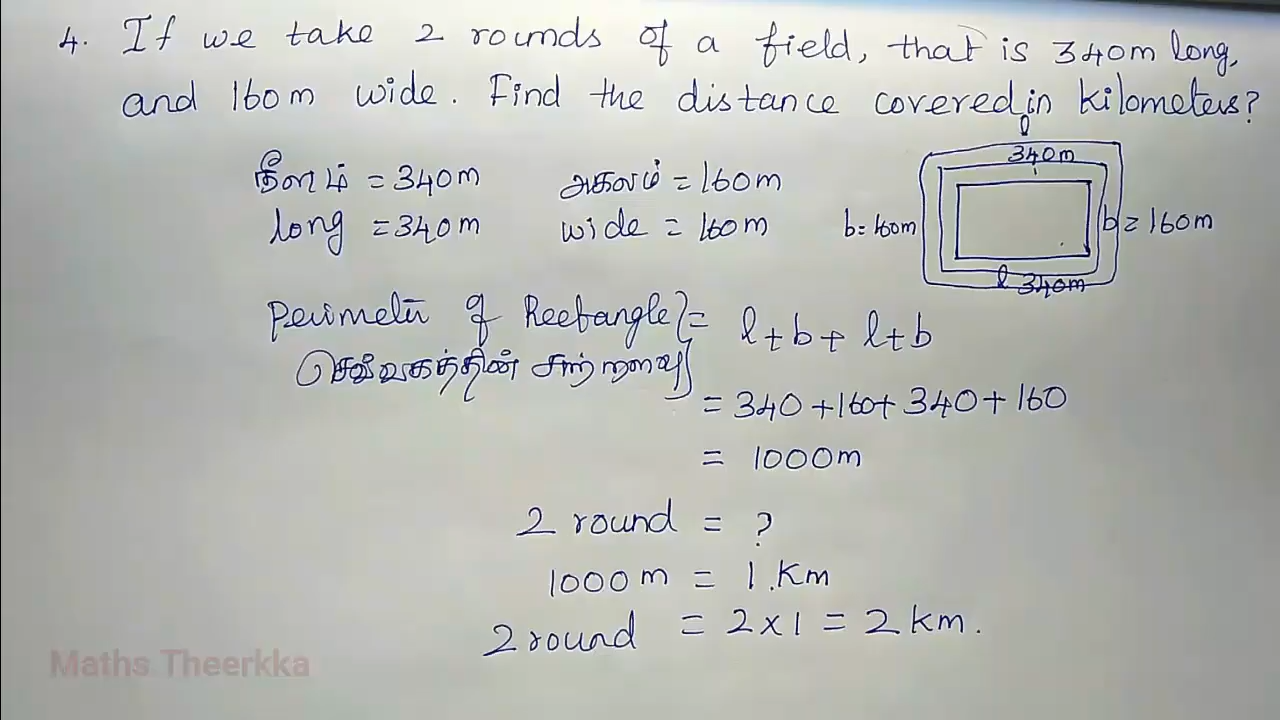 4. If we take 2 rounds of a field, that is 340m long,
and 160m wide. Find the distance covered in kilometers?
நீளம் = 340m அகலம் = 160m
long = 340m wide = 160m
l
340m
b = 160m
b = 160m
l 340m
Perimeter of Rectangle } = l + b + l + b
செவ்வகத்தின் சுற்றளவு
= 340 + 160 + 340 + 160
= 1000m
2 round = ?
1000m = 1.Km
2 round = 2 x 1 = 2 km.
Maths Theerkka